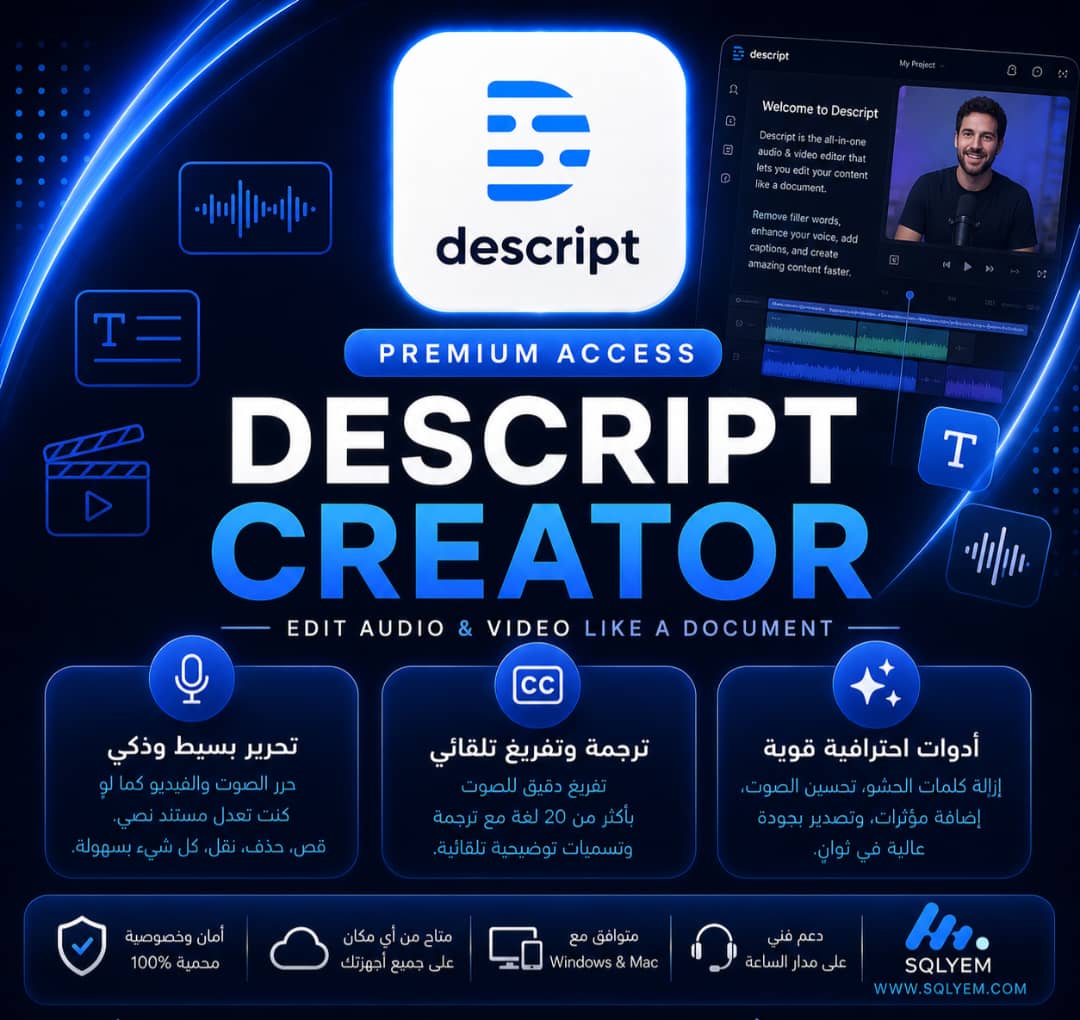 descript
descript
My Project
Welcome to Descript
Descript is the all-in-one
audio & video editor that
lets you edit your content
like a document.
Remove filler words,
enhance your voice, add
captions, and create
amazing content faster.
PREMIUM ACCESS
DESCRIPT
CREATOR
EDIT AUDIO & VIDEO LIKE A DOCUMENT
T
T
CC
أدوات احترافية قوية
إزالة كلمات الحشو، تحسين الصوت،
إضافة مؤثرات، وتصدير بجودة
عالية في ثوانٍ.
ترجمة وتفريغ تلقائي
تفريغ دقيق للصوت
بأكثر من 20 لغة مع ترجمة
وتسميات توضيحية تلقائية.
تحرير بسيط وذكي
حرر الصوت والفيديو كما لو
كنت تعدل مستند نصي.
قص، حذف، نقل، كل شيء بسهولة.
SQLYEM
WWW.SQLYEM.COM
دعم فني
على مدار الساعة
متوافق مع
Windows & Mac
متاح من أي مكان
على جميع أجهزتك
أمان وخصوصية
محمية 100%